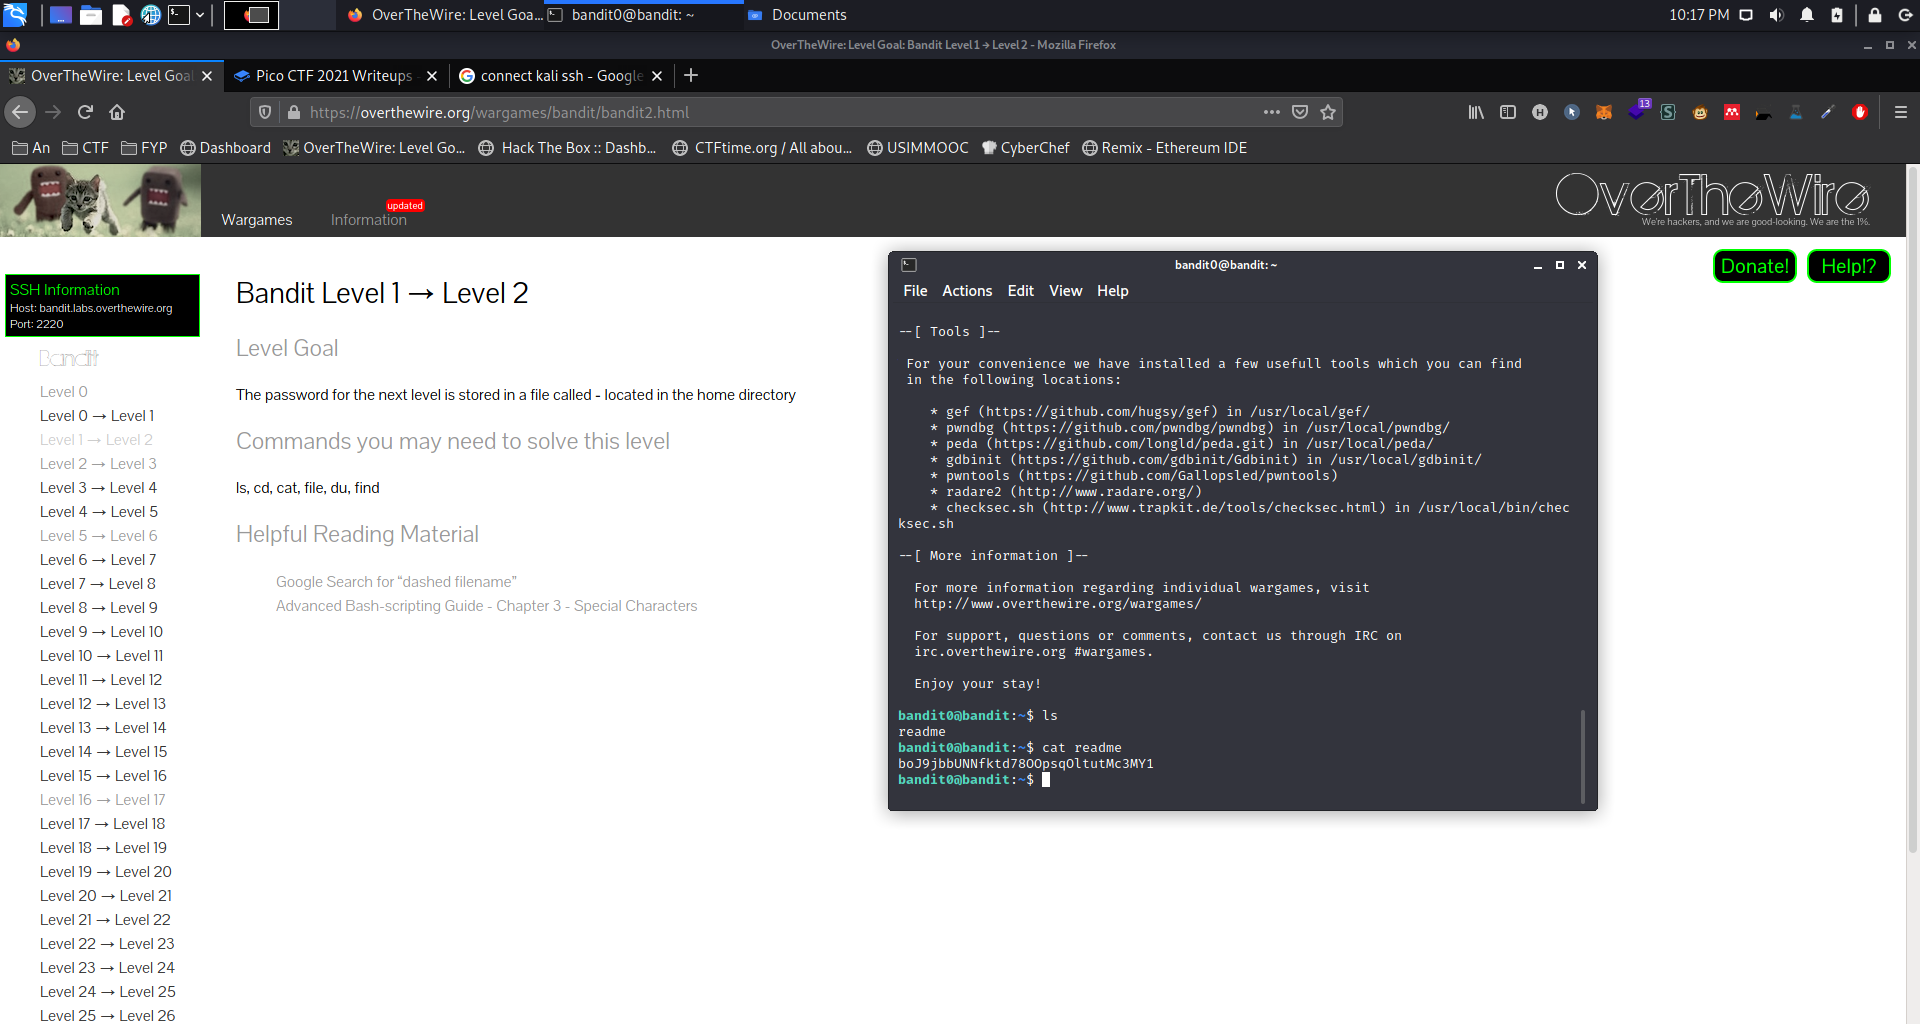 OverTheWire: Level Goa...
bandit0@bandit: ~
Documents
10:17 PM
OverTheWire: Level Goal: Bandit Level 1 → Level 2 - Mozilla Firefox
OverTheWire: Level Goal
Pico CTF 2021 Writeups
connect kali ssh - Google
https://overthewire.org/wargames/bandit/bandit2.html
13
An
CTF
FYP
Dashboard
OverTheWire: Level Go...
Hack The Box :: Dashb...
CTFtime.org / All abou...
USIMMOOC
CyberChef
Remix - Ethereum IDE
Wargames
Information
updated
OverTheWire
We're hackers, and we are good-looking. We are the 1%.
Donate!
Help!?
SSH Information
Host: bandit.labs.overthewire.org
Port: 2220
Bandit
Level 0
Level 0 → Level 1
Level 1 → Level 2
Level 2 → Level 3
Level 3 → Level 4
Level 4 → Level 5
Level 5 → Level 6
Level 6 → Level 7
Level 7 → Level 8
Level 8 → Level 9
Level 9 → Level 10
Level 10 → Level 11
Level 11 → Level 12
Level 12 → Level 13
Level 13 → Level 14
Level 14 → Level 15
Level 15 → Level 16
Level 16 → Level 17
Level 17 → Level 18
Level 18 → Level 19
Level 19 → Level 20
Level 20 → Level 21
Level 21 → Level 22
Level 22 → Level 23
Level 23 → Level 24
Level 24 → Level 25
Level 25 → Level 26
Bandit Level 1 → Level 2
Level Goal
The password for the next level is stored in a file called - located in the home directory
Commands you may need to solve this level
ls, cd, cat, file, du, find
Helpful Reading Material
Google Search for “dashed filename”
Advanced Bash-scripting Guide - Chapter 3 - Special Characters
bandit0@bandit: ~
File Actions Edit View Help
--[ Tools ]--
For your convenience we have installed a few usefull tools which you can find
in the following locations:
* gef (https://github.com/hugsy/gef) in /usr/local/gef/
* pwndbg (https://github.com/pwndbg/pwndbg) in /usr/local/pwndbg/
* peda (https://github.com/longld/peda.git) in /usr/local/peda/
* gdbinit (https://github.com/gdbinit/Gdbinit) in /usr/local/gdbinit/
* pwntools (https://github.com/Gallopsled/pwntools)
* radare2 (http://www.radare.org/)
* checksec.sh (http://www.trapkit.de/tools/checksec.html) in /usr/local/bin/chec
ksec.sh
--[ More information ]--
For more information regarding individual wargames, visit
http://www.overthewire.org/wargames/
For support, questions or comments, contact us through IRC on
irc.overthewire.org #wargames.
Enjoy your stay!
bandit0@bandit:~$ ls
readme
bandit0@bandit:~$ cat readme
boJ9jbbUNNfktd78OOpsqOltutMc3MY1
bandit0@bandit:~$